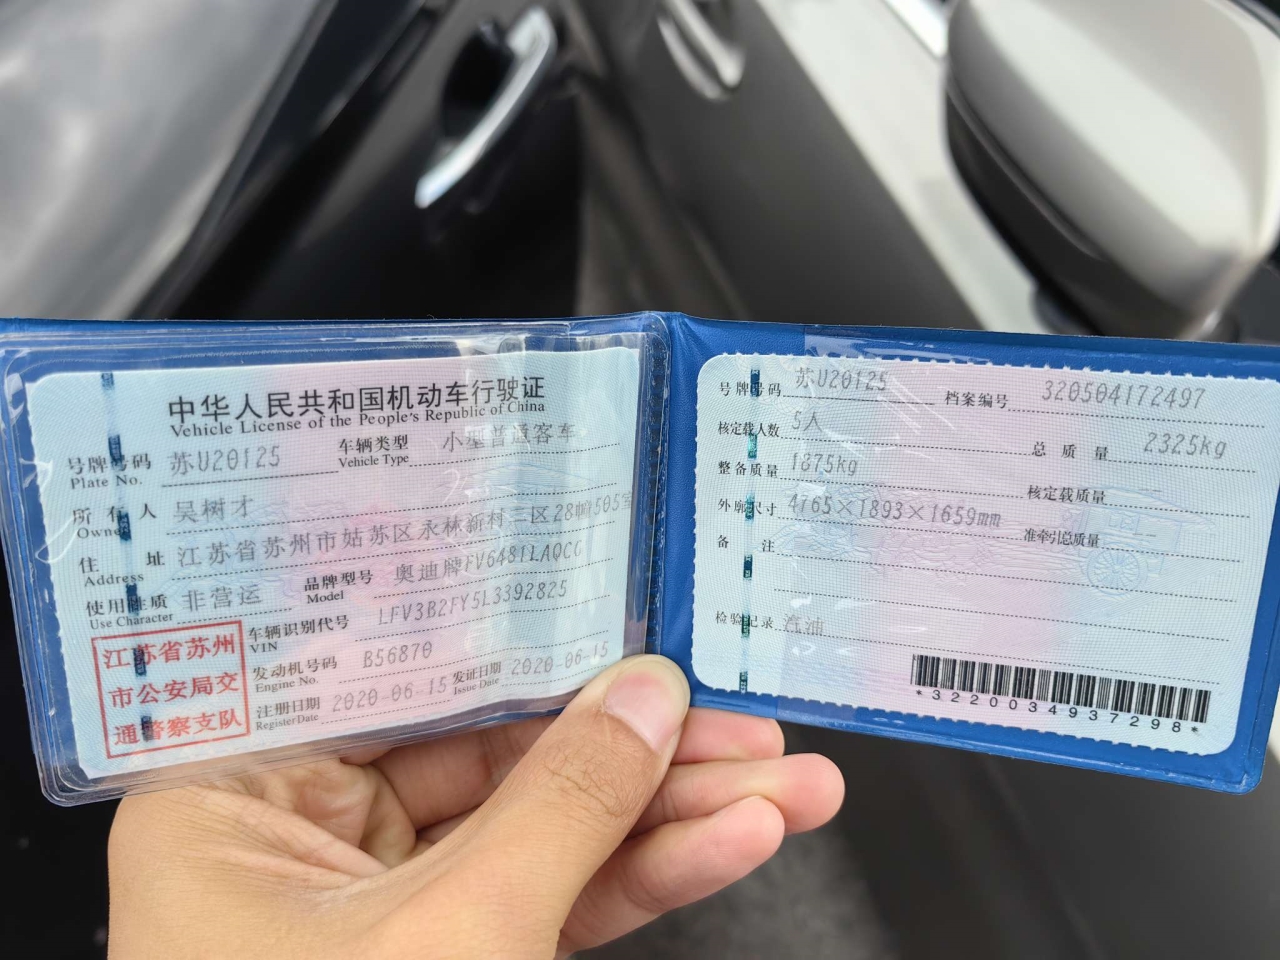 中华人民共和国机动车行驶证
Vehicle License of the People's Republic of China
号牌号码 苏U20125 车辆类型 小型普通客车
Plate No. Vehicle Type
所有人 吴树才
Owner
住址 江苏省苏州市姑苏区永林新村三区28幢505室
Address
使用性质 非营运 品牌型号 奥迪牌FV6481LAQCG
Use Character Model
车辆识别代号 LFV3B2FY5L3392825
VIN
发动机号码 B56870
Engine No.
注册日期 2020-06-15 发证日期 2020-06-15
Register Date Issue Date
江苏省苏州
市公安局交
通警察支队
号牌号码 苏U20125 档案编号 320504172497
核定载人数 5人 总质量 2325kg
整备质量 1875kg 核定载质量
外廓尺寸 4765×1893×1659mm 准牵引总质量
备注
检验记录 汽油
*3220034937298*